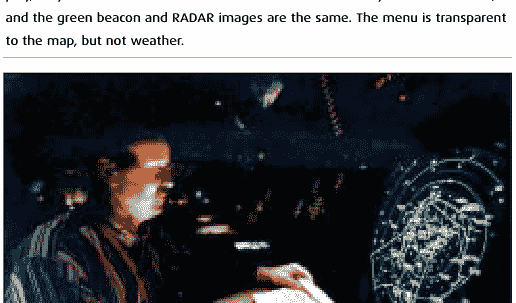 and the green beacon and RADAR images are the same. The menu is transparent
to the map, but not weather.